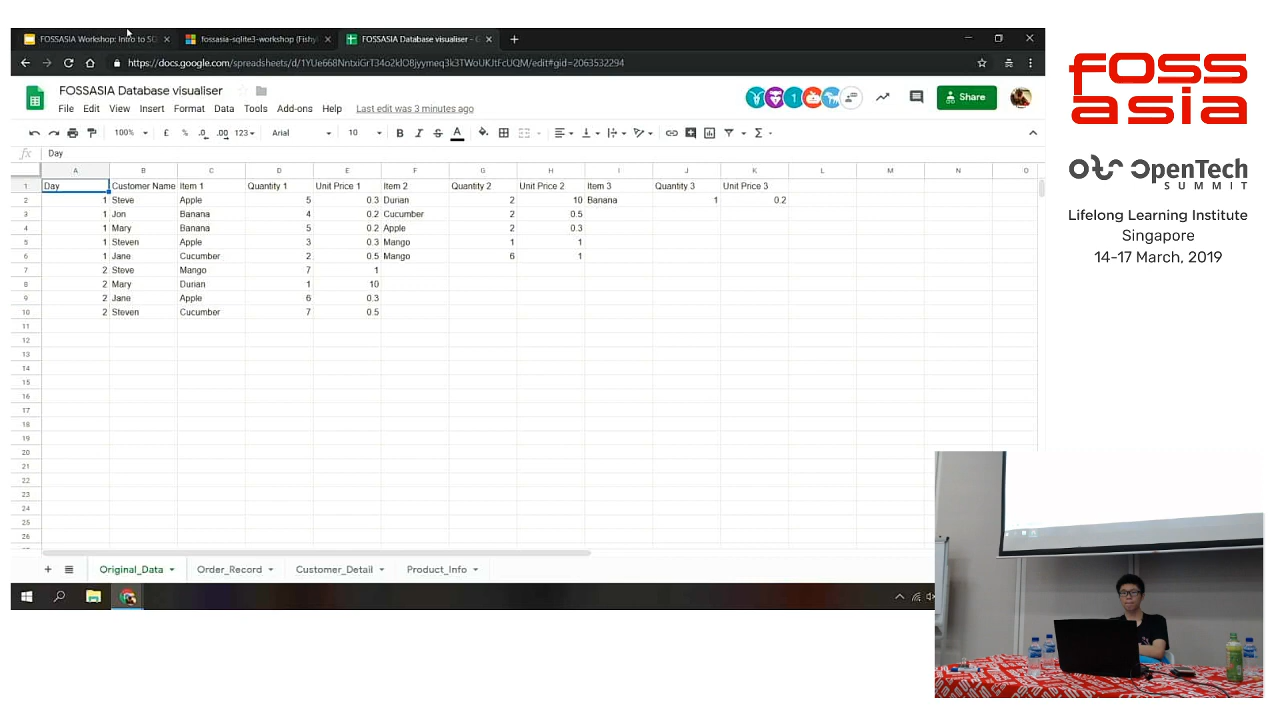 FOSSASIA Workshop: Intro to SQ
fossasia-sqlite3-workshop (Fishy
FOSSASIA Database visualiser - G
https://docs.google.com/spreadsheets/d/1YUe668NntxiGrT34o2klO8jyymeq3k3TWoUKJtFcUQM/edit#gid=2063532294
FOSSASIA Database visualiser
File Edit View Insert Format Data Tools Add-ons Help Last edit was 3 minutes ago
Share
100% £ % .0 .00 123 Arial 10 B I S A
fx Day
A B C D E F G H I J K L M N O
1 Day Customer Name Item 1 Quantity 1 Unit Price 1 Item 2 Quantity 2 Unit Price 2 Item 3 Quantity 3 Unit Price 3
2 1 Steve Apple 5 0.3 Durian 2 10 Banana 1 0.2
3 1 Jon Banana 4 0.2 Cucumber 2 0.5
4 1 Mary Banana 5 0.2 Apple 2 0.3
5 1 Steven Apple 3 0.3 Mango 1 1
6 1 Jane Cucumber 2 0.5 Mango 6 1
7 2 Steve Mango 7 1
8 2 Mary Durian 1 10
9 2 Jane Apple 6 0.3
10 2 Steven Cucumber 7 0.5
11
12
13
14
15
16
17
18
19
20
21
22
23
24
25
26
Original_Data Order_Record Customer_Detail Product_Info
FOSS
ASIA
OpenTech
SUMMIT
Lifelong Learning Institute
Singapore
14-17 March, 2019